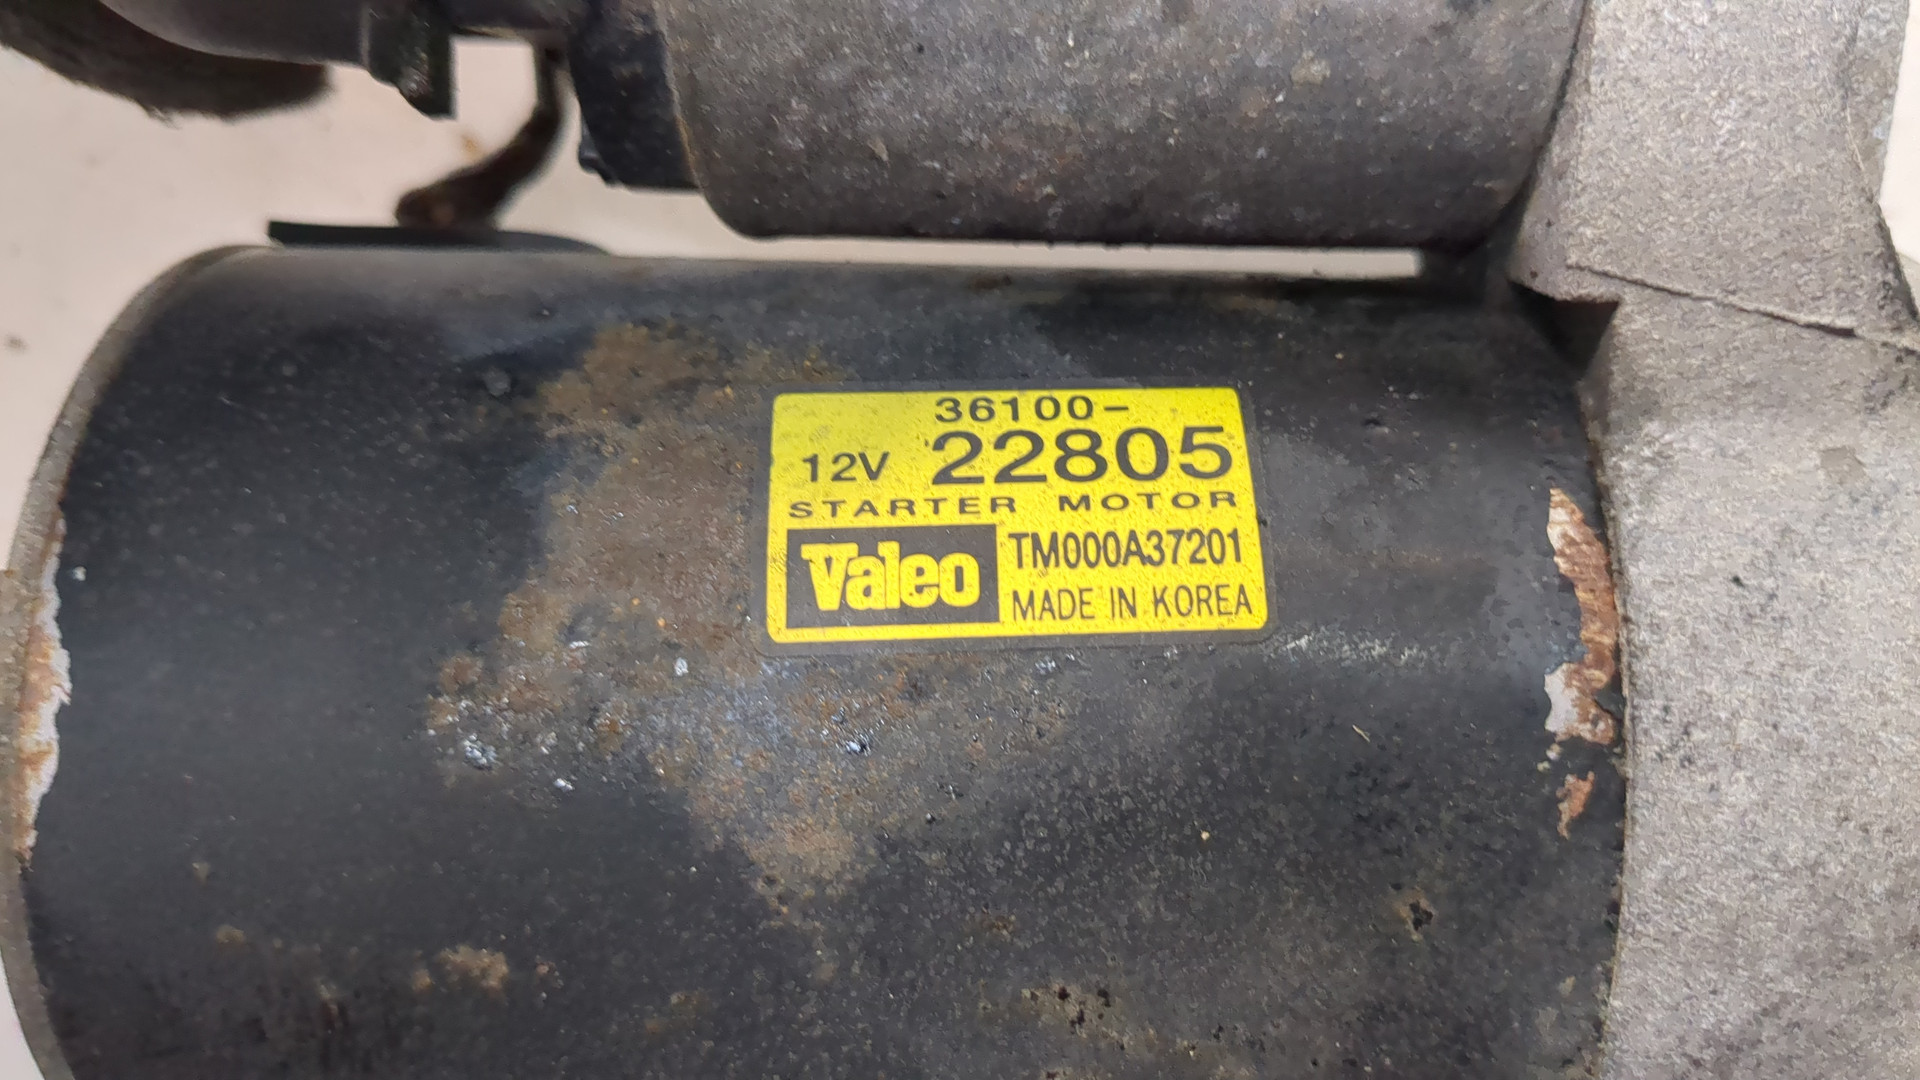 36100-
12V 22805
STARTER MOTOR
Valeo TM000A37201
MADE IN KOREA